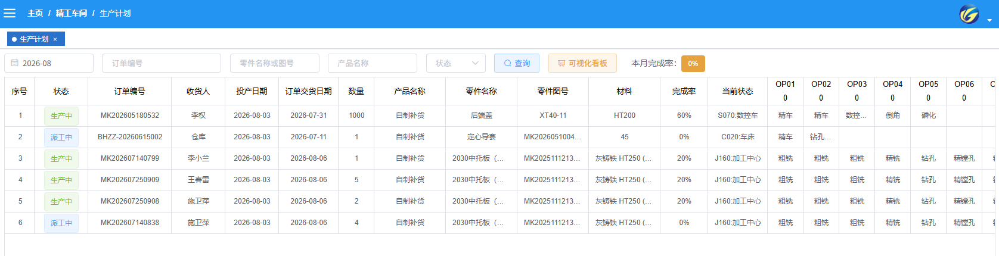 主页 / 精工车间 / 生产计划
生产计划 ×
2026-08 订单编号 零件名称或图号 产品名称 状态 查询 可视化看板 本月完成率: 0%
序号 状态 订单编号 收货人 投产日期 订单交货日期 数量 产品名称 零件名称 零件图号 材料 完成率 当前状态 OP01 0 OP02 0 OP03 0 OP04 0 OP05 0 OP06 0
1 生产中 MK202605180532 李权 2026-08-03 2026-07-31 1000 自制补货 后端盖 XT40-11 HT200 60% S070:数控车 精车 精车 数控... 倒角 磷化
2 派工中 BHZZ-20260615002 仓库 2026-08-03 2026-07-11 1 自制补货 定心导套 MK2026051004... 45 0% C020:车床 精车 钻孔...
3 生产中 MK202607140799 李小兰 2026-08-03 2026-08-06 1 自制补货 2030中托板（... MK2025111213... 灰铸铁 HT250 (... 20% J160:加工中心 粗铣 粗铣 粗铣 精铣 钻孔 精镗孔
4 生产中 MK202607250909 王春雷 2026-08-03 2026-08-06 5 自制补货 2030中托板（... MK2025111213... 灰铸铁 HT250 (... 20% J160:加工中心 粗铣 粗铣 粗铣 精铣 钻孔 精镗孔
5 生产中 MK202607250908 施卫萍 2026-08-03 2026-08-06 2 自制补货 2030中托板（... MK2025111213... 灰铸铁 HT250 (... 20% J160:加工中心 粗铣 粗铣 粗铣 精铣 钻孔 精镗孔
6 派工中 MK202607140838 施卫萍 2026-08-03 2026-08-06 4 自制补货 2030中托板（... MK2025111213... 灰铸铁 HT250 (... 0% J160:加工中心 粗铣 粗铣 粗铣 精铣 钻孔 精镗孔